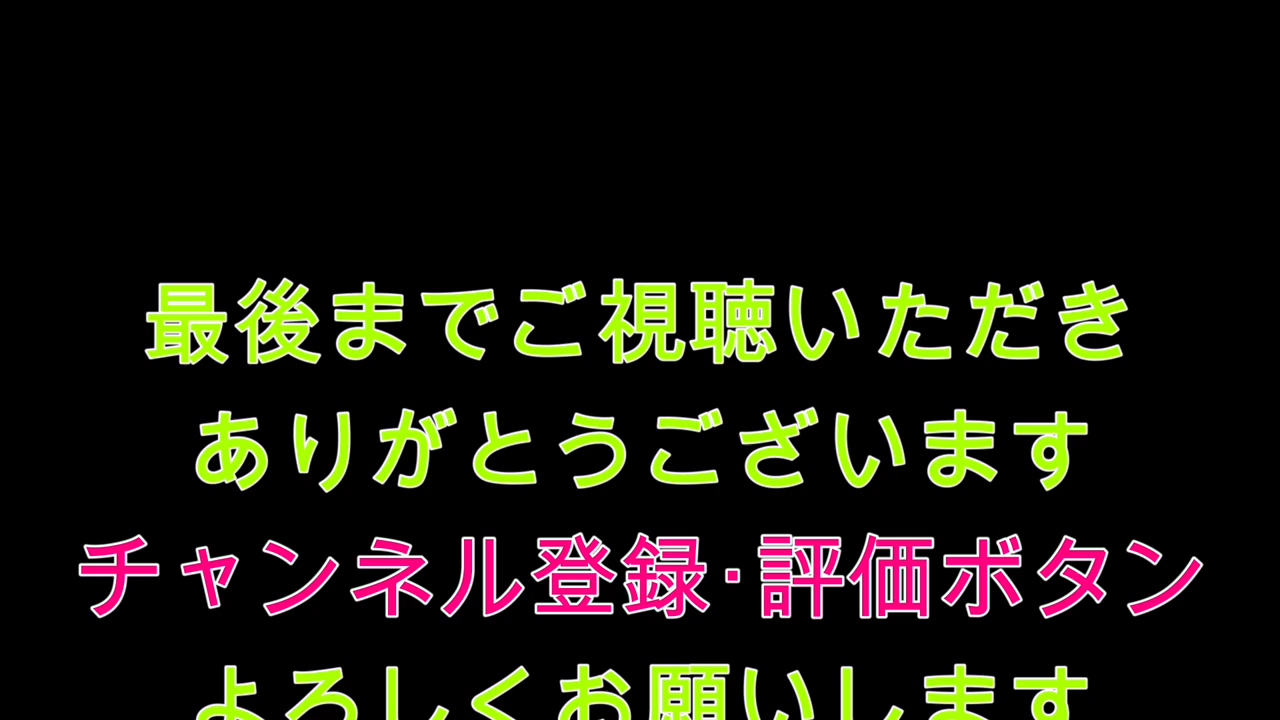 最後までご視聴いただき
ありがとうございます
チャンネル登録・評価ボタン
よろしくお願いします